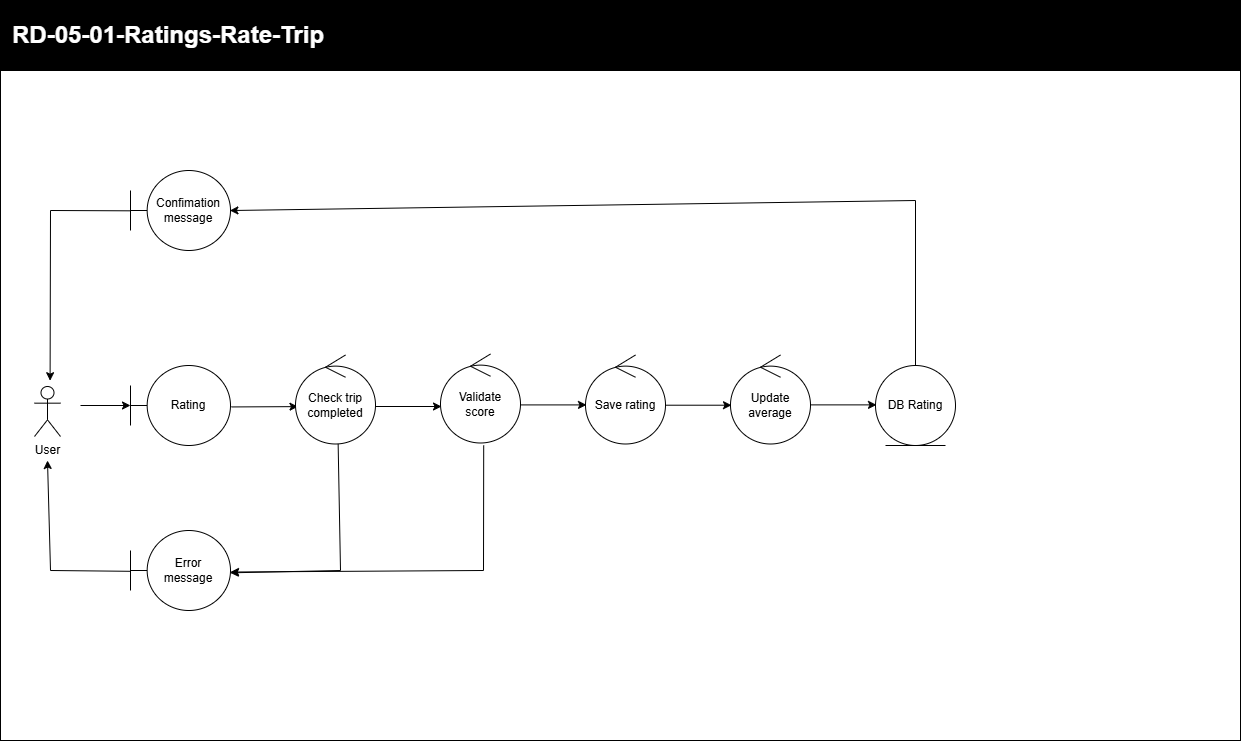 RD-05-01-Ratings-Rate-Trip
Confimation
message
Rating
Check trip
completed
Validate
score
Save rating
Update
average
DB Rating
User
Error
message